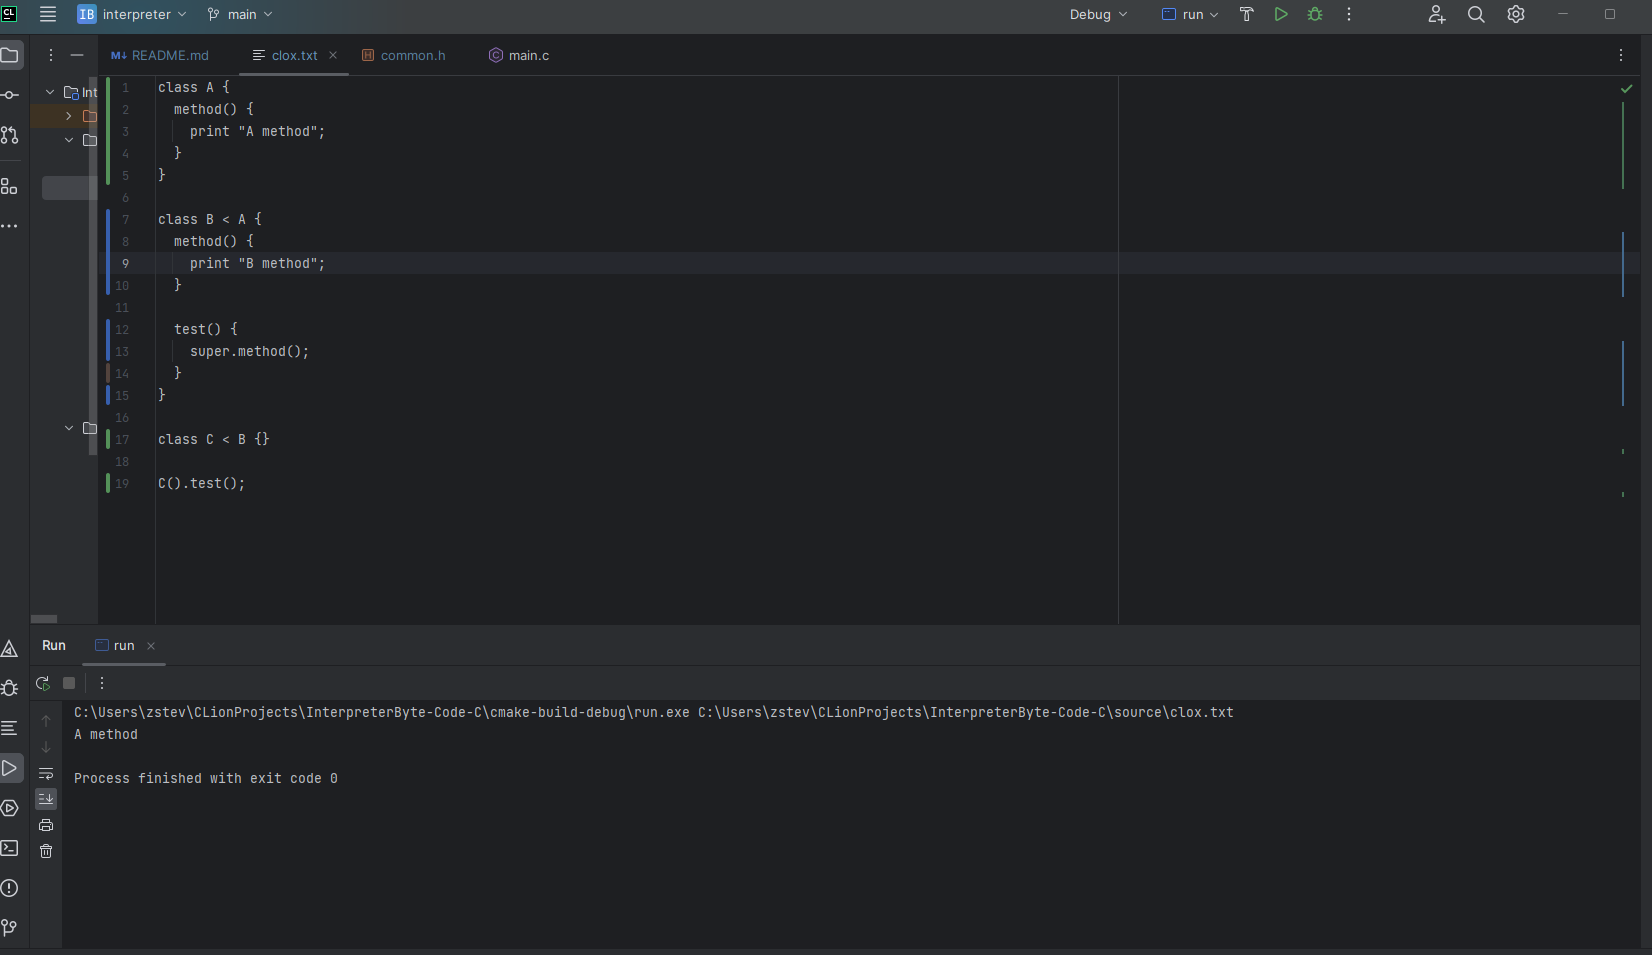 CL
IB interpreter main Debug run
README.md clox.txt common.h main.c
Int
1 class A {
2   method() {
3     print "A method";
4   }
5 }
6
7 class B < A {
8   method() {
9     print "B method";
10   }
11
12   test() {
13     super.method();
14   }
15 }
16
17 class C < B {}
18
19 C().test();
Run run
C:\Users\zstev\CLionProjects\InterpreterByte-Code-C\cmake-build-debug\run.exe C:\Users\zstev\CLionProjects\InterpreterByte-Code-C\source\clox.txt
A method
Process finished with exit code 0